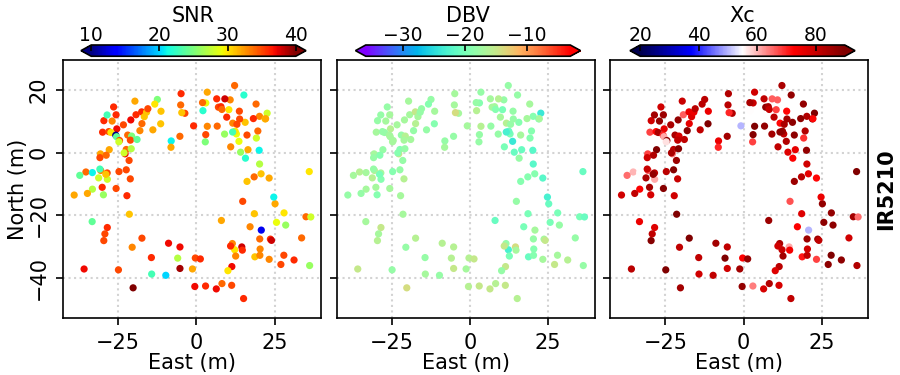 SNR DBV Xc
10 20 30 40 −30 −20 −10 20 40 60 80
20
0
−20
−40
North (m)
−25 0 25 −25 0 25 −25 0 25
East (m) East (m) East (m)
IR5210